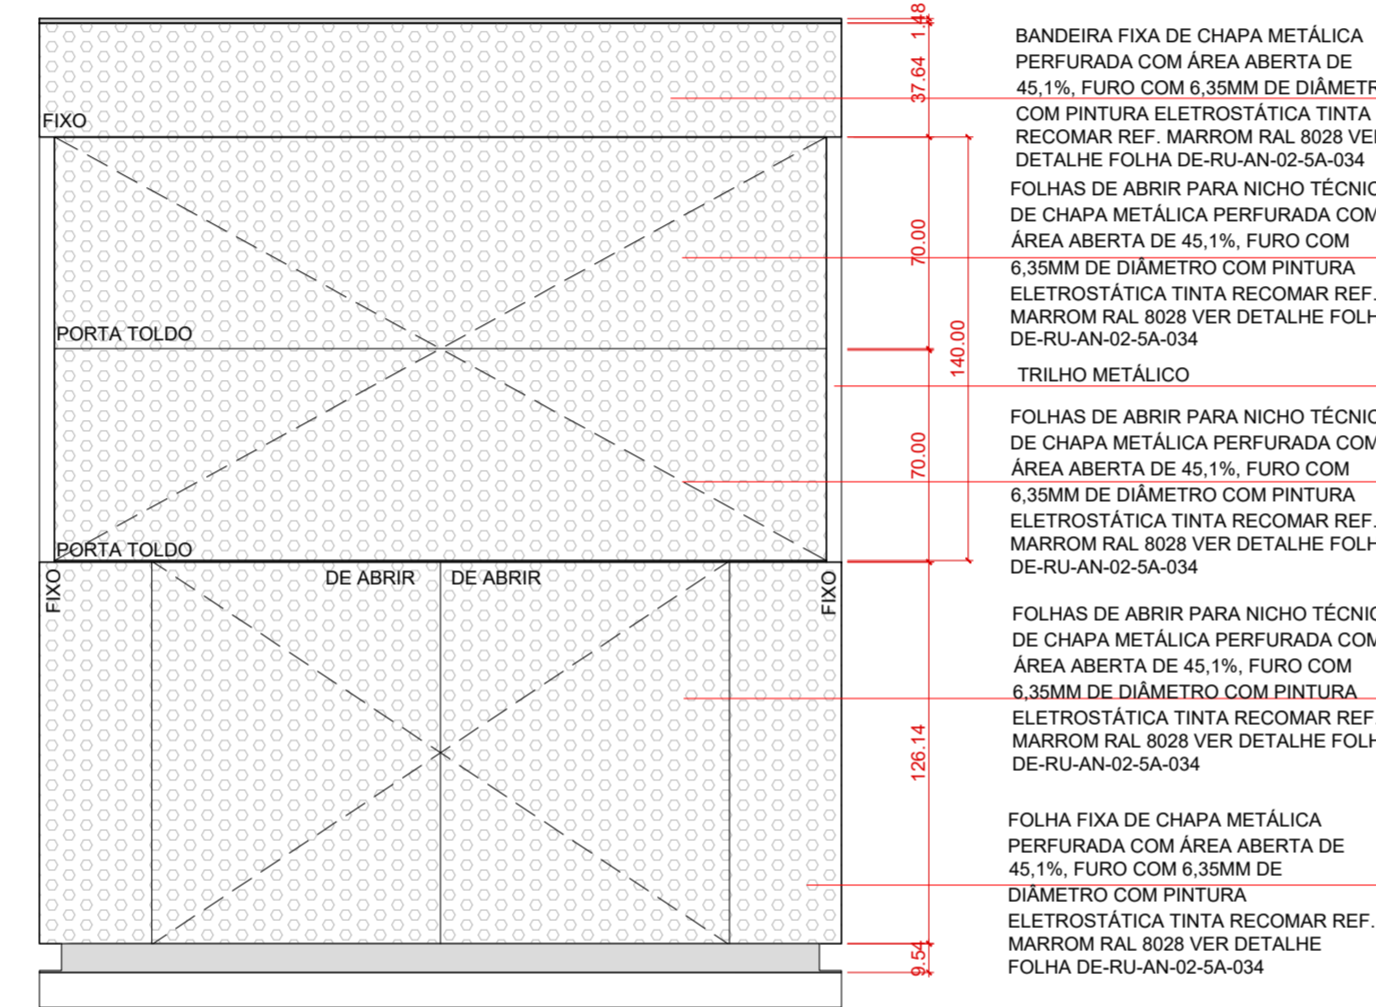 1.48
37.64
FIXO
70.00
140.00
PORTA TOLDO
70.00
PORTA TOLDO
FIXO
DE ABRIR
DE ABRIR
FIXO
126.14
9.54
BANDEIRA FIXA DE CHAPA METÁLICA
PERFURADA COM ÁREA ABERTA DE
45,1%, FURO COM 6,35MM DE DIÂMETR
COM PINTURA ELETROSTÁTICA TINTA
RECOMAR REF. MARROM RAL 8028 VE
DETALHE FOLHA DE-RU-AN-02-5A-034
FOLHAS DE ABRIR PARA NICHO TÉCNIC
DE CHAPA METÁLICA PERFURADA COM
ÁREA ABERTA DE 45,1%, FURO COM
6,35MM DE DIÂMETRO COM PINTURA
ELETROSTÁTICA TINTA RECOMAR REF.
MARROM RAL 8028 VER DETALHE FOLH
DE-RU-AN-02-5A-034
TRILHO METÁLICO
FOLHAS DE ABRIR PARA NICHO TÉCNIC
DE CHAPA METÁLICA PERFURADA COM
ÁREA ABERTA DE 45,1%, FURO COM
6,35MM DE DIÂMETRO COM PINTURA
ELETROSTÁTICA TINTA RECOMAR REF.
MARROM RAL 8028 VER DETALHE FOLH
DE-RU-AN-02-5A-034
FOLHAS DE ABRIR PARA NICHO TÉCNIC
DE CHAPA METÁLICA PERFURADA COM
ÁREA ABERTA DE 45,1%, FURO COM
6,35MM DE DIÂMETRO COM PINTURA
ELETROSTÁTICA TINTA RECOMAR REF.
MARROM RAL 8028 VER DETALHE FOLH
DE-RU-AN-02-5A-034
FOLHA FIXA DE CHAPA METÁLICA
PERFURADA COM ÁREA ABERTA DE
45,1%, FURO COM 6,35MM DE
DIÂMETRO COM PINTURA
ELETROSTÁTICA TINTA RECOMAR REF.
MARROM RAL 8028 VER DETALHE
FOLHA DE-RU-AN-02-5A-034